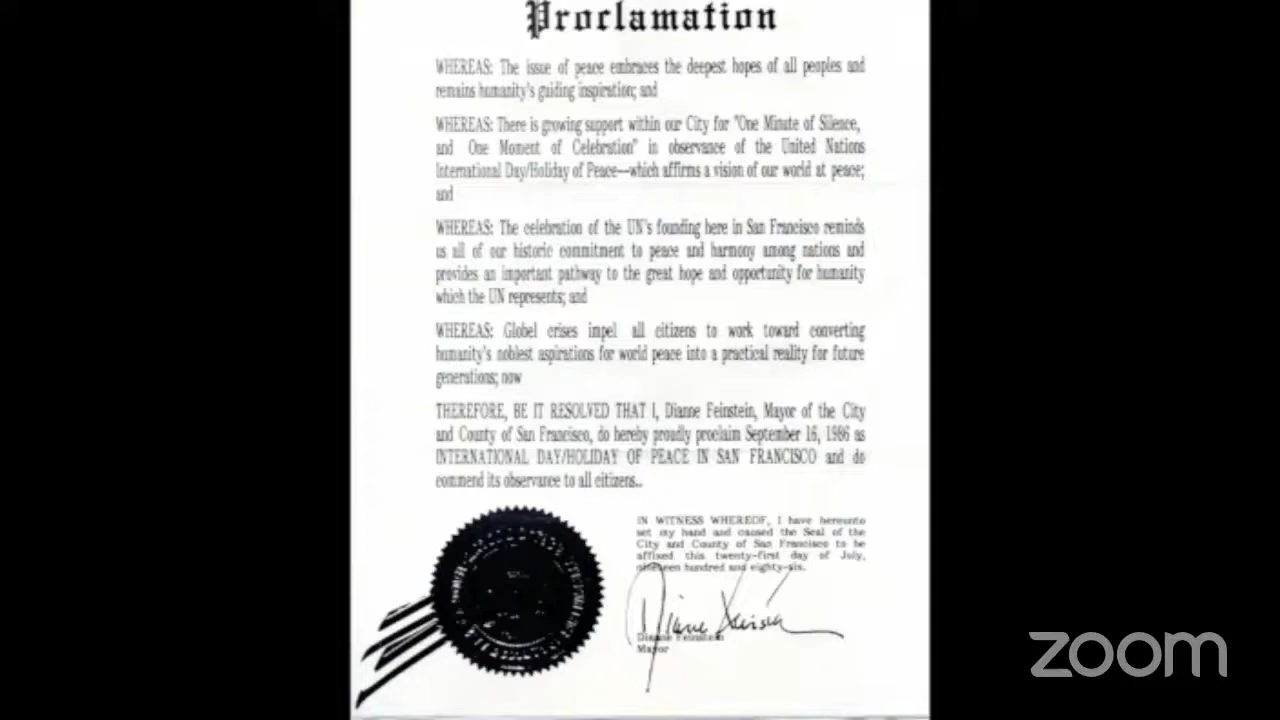 Proclamation
WHEREAS: The issue of peace embraces the deepest hopes of all peoples and
remains humanity's guiding inspiration; and
WHEREAS: There is growing support within our City for "One Minute of Silence,
and One Moment of Celebration" in observance of the United Nations
International Day/Holiday of Peace—which affirms a vision of our world at peace;
and
WHEREAS: The celebration of the UN's founding here in San Francisco reminds
us all of our historic commitment to peace and harmony among nations and
provides an important pathway to the great hope and opportunity for humanity
which the UN represents; and
WHEREAS: Globel crises impel all citizens to work toward converting
humanity's noblest aspirations for world peace into a practical reality for future
generations; now
THEREFORE, BE IT RESOLVED THAT I, Dianne Feinstein, Mayor of the City
and County of San Francisco, do hereby proudly proclaim September 16, 1986 as
INTERNATIONAL DAY/HOLIDAY OF PEACE IN SAN FRANCISCO and do
commend its observance to all citizens..
IN WITNESS WHEREOF, I have hereunto
set my hand and caused the Seal of the
City and County of San Francisco to be
affixed this twenty-first day of July,
nineteen hundred and eighty-six.
Dianne Feinstein
Mayor
zoom